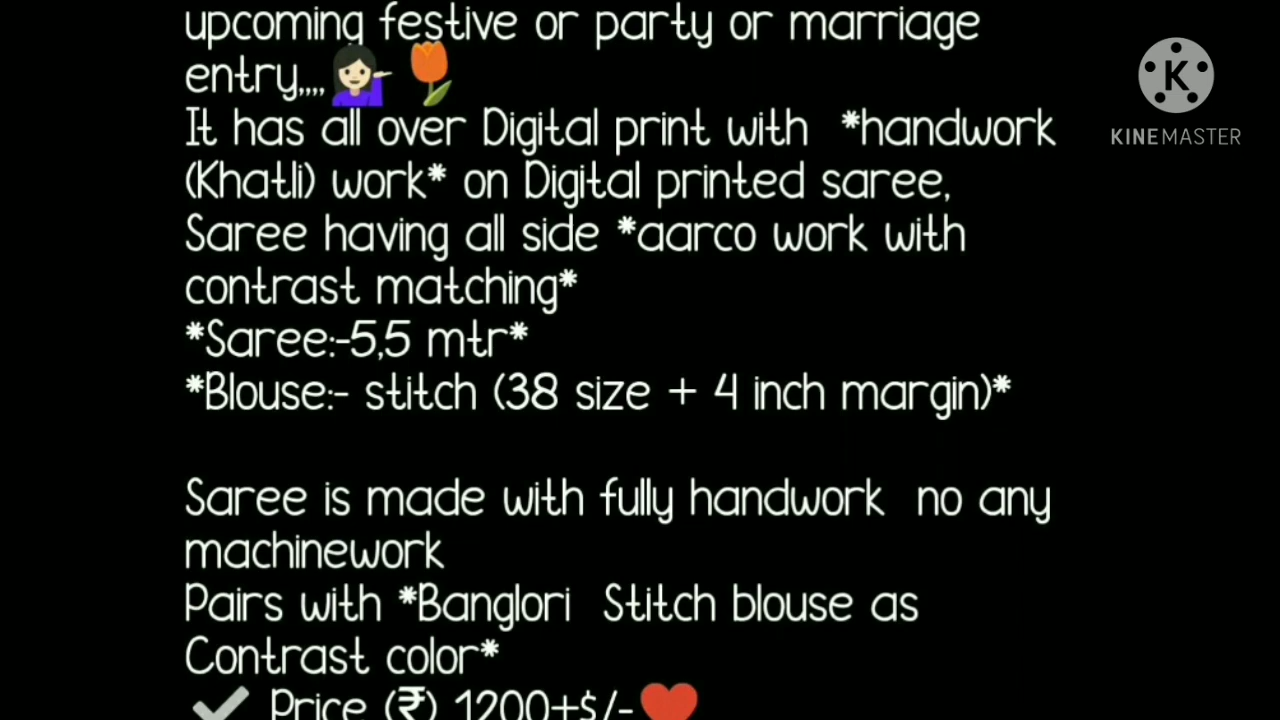 upcoming festive or party or marriage
entry,,,,💁🏻‍♀️🌷
It has all over Digital print with  *handwork
(Khatli) work* on Digital printed saree,
Saree having all side *aarco work with
contrast matching*
*Saree:-5,5 mtr*
*Blouse:- stitch (38 size + 4 inch margin)*
Saree is made with fully handwork  no any
machinework
Pairs with *Banglori  Stitch blouse as
Contrast color*
✔️ Price (₹) 1200+$/-❤️
K
KINEMASTER